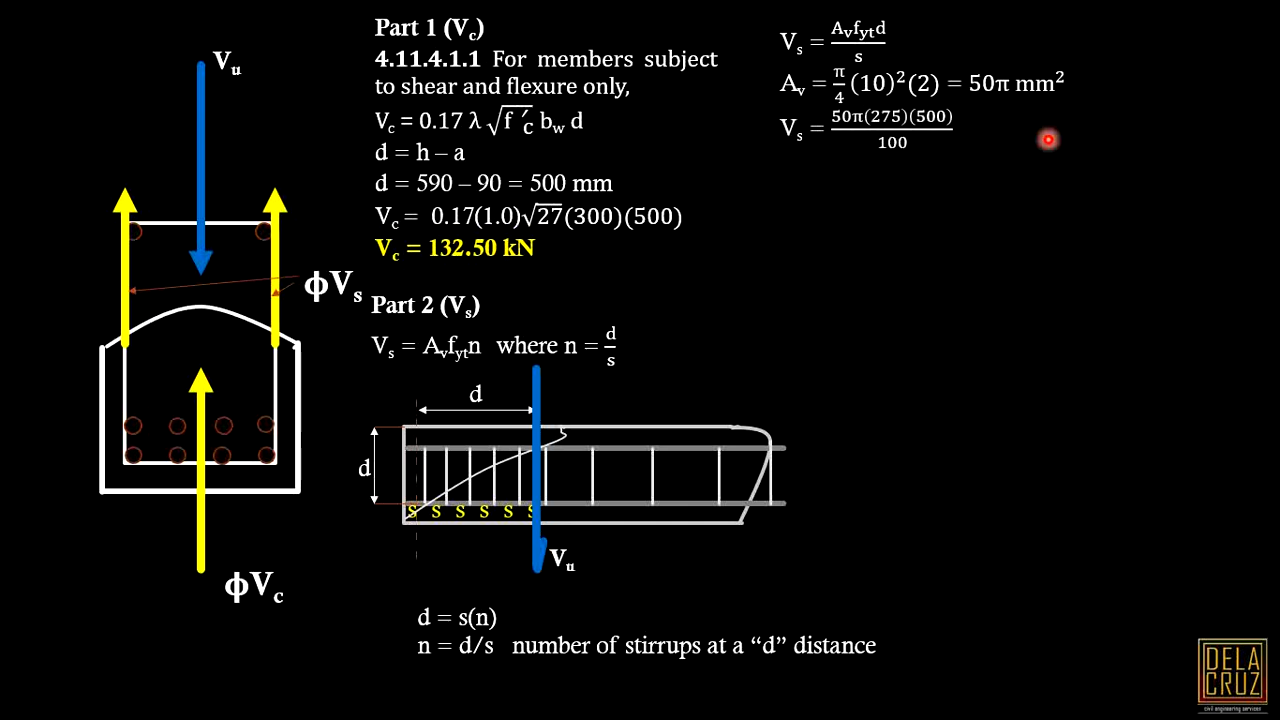 Part 1 (Vc)
4.11.4.1.1 For members subject
to shear and flexure only,
Vc = 0.17 λ √f ′c bw d
d = h – a
d = 590 – 90 = 500 mm
Vc = 0.17(1.0)√27(300)(500)
Vc = 132.50 kN
Part 2 (Vs)
Vs = Avfytn where n = d/s
d
d
s s s s s s
Vu
d = s(n)
n = d/s number of stirrups at a “d” distance
Vs = Avfytd/s
Av = π/4 (10)²(2) = 50π mm²
Vs = 50π(275)(500)/100
Vu
ϕVs
ϕVc
DELA
CRUZ
civil engineering services